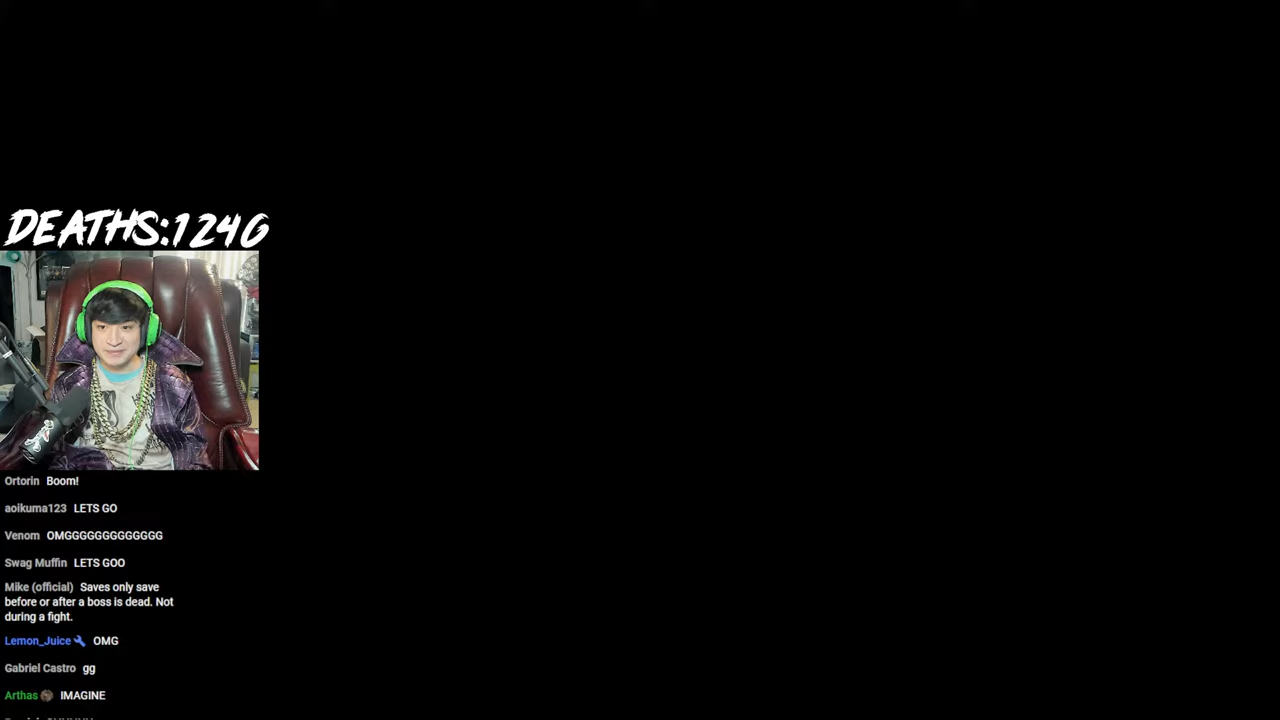 DEATHS:1246
Ortorin Boom!
aoikuma123 LETS GO
Venom OMGGGGGGGGGGGGG
Swag Muffin LETS GOO
Mike (official) Saves only save
before or after a boss is dead. Not
during a fight.
Lemon_Juice OMG
Gabriel Castro gg
Arthas IMAGINE